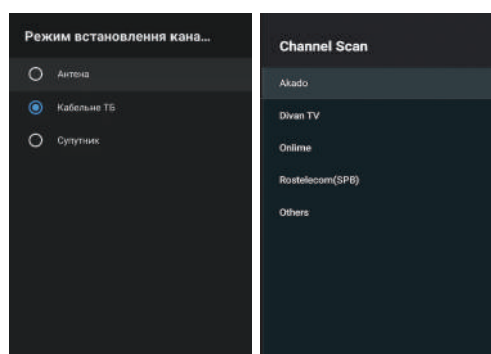 Режим встановлення кана...
Антена
Кабельне ТБ
Супутник
Channel Scan
Akado
Divan TV
Onlime
Rostelecom(SPB)
Others